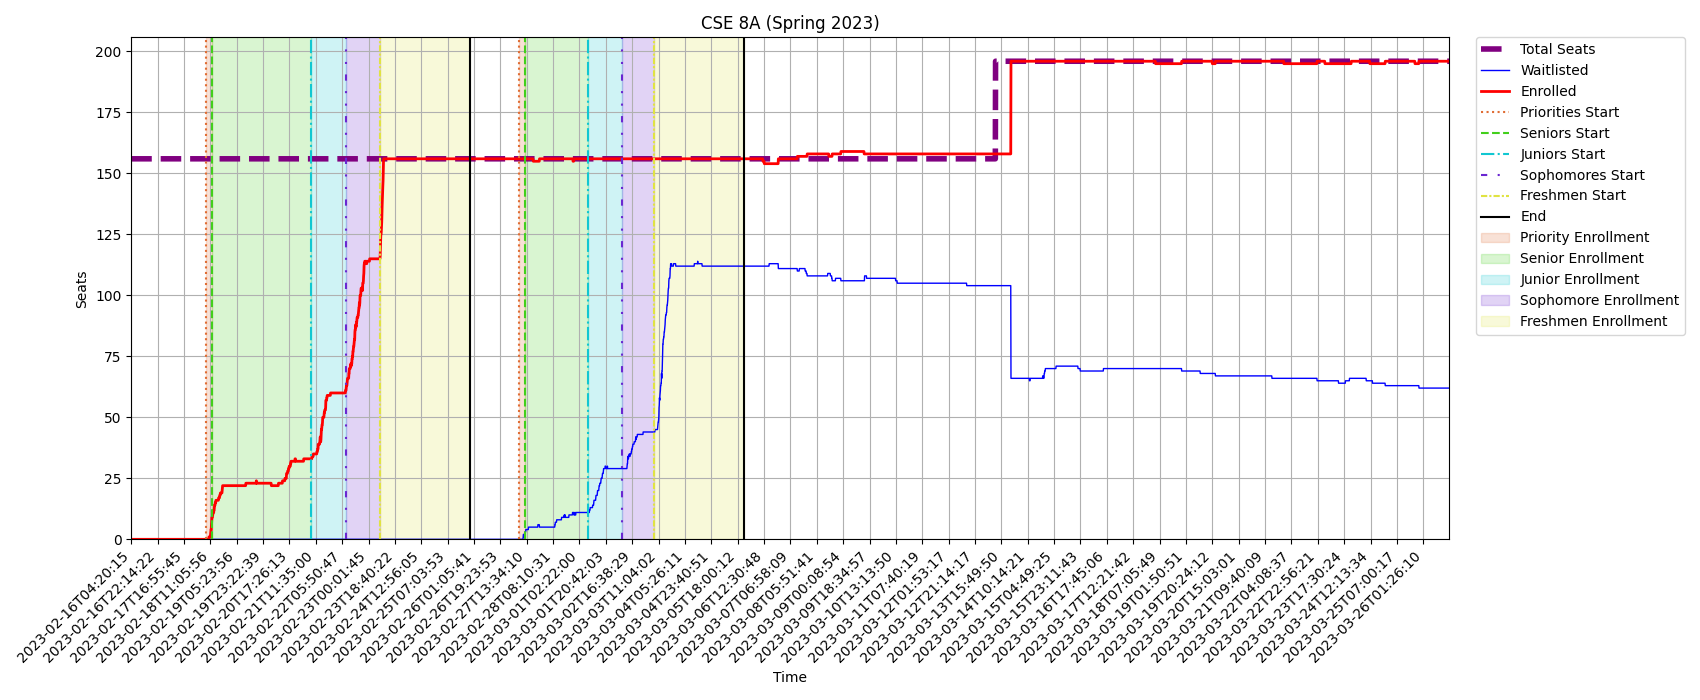 CSE 8A (Spring 2023)
Seats
200
175
150
125
100
75
50
25
0
2023-02-16T04:20:15
2023-02-16T22:14:22
2023-02-17T16:55:45
2023-02-18T11:05:56
2023-02-19T05:23:56
2023-02-19T23:22:39
2023-02-20T17:26:13
2023-02-21T11:35:00
2023-02-22T05:50:47
2023-02-23T00:01:45
2023-02-23T18:40:22
2023-02-24T12:56:05
2023-02-25T07:03:53
2023-02-26T01:05:41
2023-02-26T19:23:53
2023-02-27T13:34:10
2023-02-28T08:10:31
2023-03-01T02:22:00
2023-03-01T20:42:03
2023-03-02T16:38:29
2023-03-03T11:04:02
2023-03-04T05:26:11
2023-03-04T23:40:51
2023-03-05T18:00:12
2023-03-06T12:30:48
2023-03-07T06:58:09
2023-03-08T05:51:41
2023-03-09T00:08:54
2023-03-09T18:34:57
2023-03-10T13:13:50
2023-03-11T07:40:19
2023-03-12T01:53:17
2023-03-12T21:14:17
2023-03-13T15:49:50
2023-03-14T10:14:21
2023-03-15T04:49:25
2023-03-15T23:11:43
2023-03-16T17:45:06
2023-03-17T12:21:42
2023-03-18T07:05:49
2023-03-19T01:50:51
2023-03-19T20:24:12
2023-03-20T15:03:01
2023-03-21T09:40:09
2023-03-22T04:08:37
2023-03-22T22:56:21
2023-03-23T17:30:24
2023-03-24T12:13:34
2023-03-25T07:00:17
2023-03-26T01:26:10
Time
Total Seats
Waitlisted
Enrolled
Priorities Start
Seniors Start
Juniors Start
Sophomores Start
Freshmen Start
End
Priority Enrollment
Senior Enrollment
Junior Enrollment
Sophomore Enrollment
Freshmen Enrollment